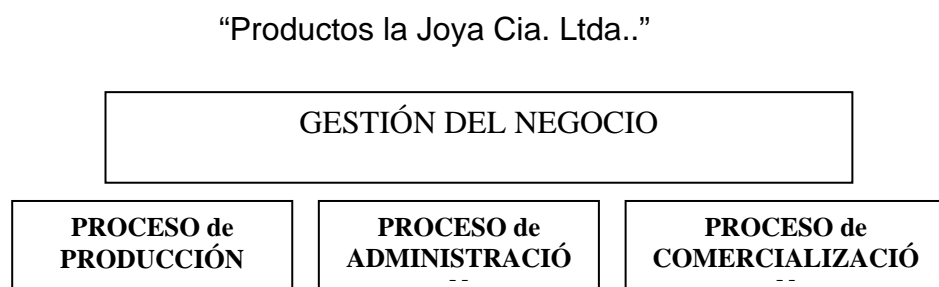 “Productos la Joya Cia. Ltda..”
GESTIÓN DEL NEGOCIO
PROCESO de
PRODUCCIÓN
PROCESO de
ADMINISTRACIÓ
PROCESO de
COMERCIALIZACIÓ